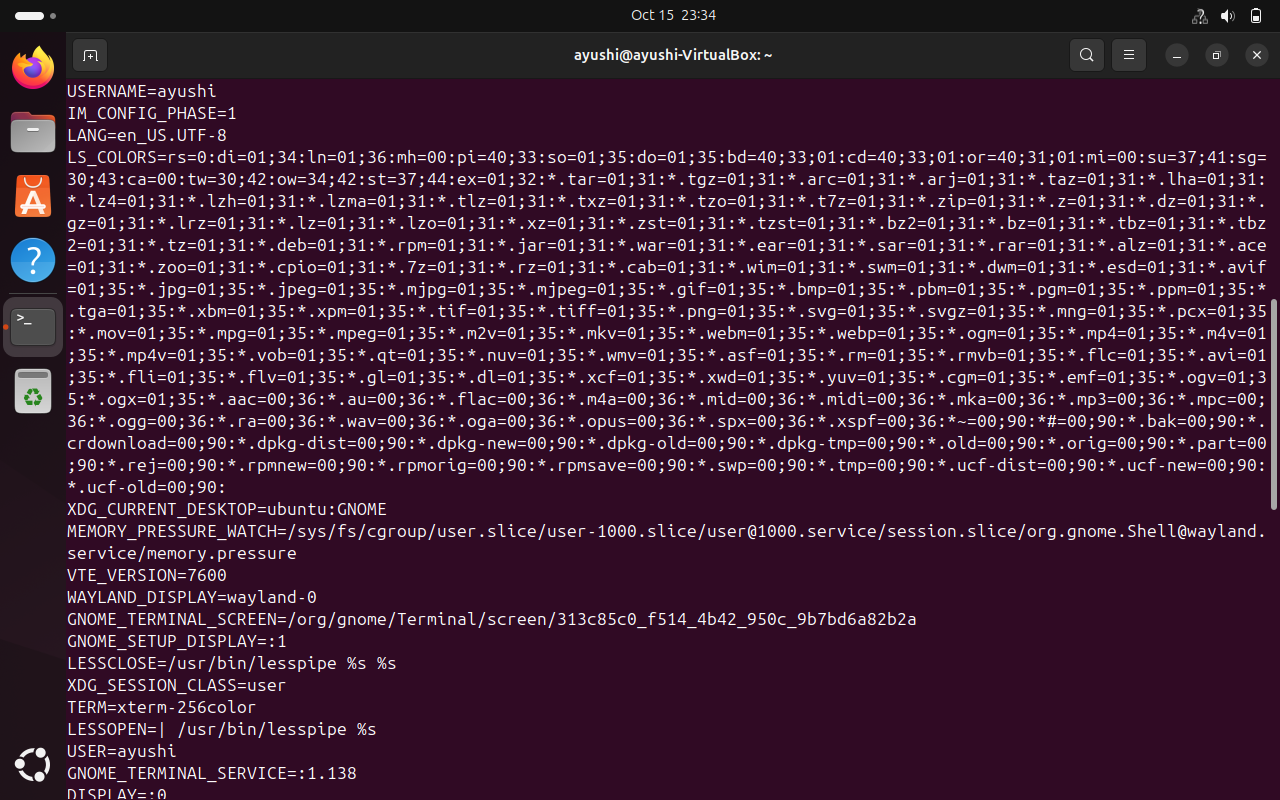 Oct 15 23:34
ayushi@ayushi-VirtualBox: ~
USERNAME=ayushi
IM_CONFIG_PHASE=1
LANG=en_US.UTF-8
LS_COLORS=rs=0:di=01;34:ln=01;36:mh=00:pi=40;33:so=01;35:do=01;35:bd=40;33;01:cd=40;33;01:or=40;31;01:mi=00:su=37;41:sg=
30;43:ca=00:tw=30;42:ow=34;42:st=37;44:ex=01;32:*.tar=01;31:*.tgz=01;31:*.arc=01;31:*.arj=01;31:*.taz=01;31:*.lha=01;31:
*.lz4=01;31:*.lzh=01;31:*.lzma=01;31:*.tlz=01;31:*.txz=01;31:*.tzo=01;31:*.t7z=01;31:*.zip=01;31:*.z=01;31:*.dz=01;31:*.
gz=01;31:*.lrz=01;31:*.lz=01;31:*.lzo=01;31:*.xz=01;31:*.zst=01;31:*.tzst=01;31:*.bz2=01;31:*.bz=01;31:*.tbz=01;31:*.tbz
2=01;31:*.tz=01;31:*.deb=01;31:*.rpm=01;31:*.jar=01;31:*.war=01;31:*.ear=01;31:*.sar=01;31:*.rar=01;31:*.alz=01;31:*.ace
=01;31:*.zoo=01;31:*.cpio=01;31:*.7z=01;31:*.rz=01;31:*.cab=01;31:*.wim=01;31:*.swm=01;31:*.dwm=01;31:*.esd=01;31:*.avif
=01;35:*.jpg=01;35:*.jpeg=01;35:*.mjpg=01;35:*.mjpeg=01;35:*.gif=01;35:*.bmp=01;35:*.pbm=01;35:*.pgm=01;35:*.ppm=01;35:*
.tga=01;35:*.xbm=01;35:*.xpm=01;35:*.tif=01;35:*.tiff=01;35:*.png=01;35:*.svg=01;35:*.svgz=01;35:*.mng=01;35:*.pcx=01;35
:*.mov=01;35:*.mpg=01;35:*.mpeg=01;35:*.m2v=01;35:*.mkv=01;35:*.webm=01;35:*.webp=01;35:*.ogm=01;35:*.mp4=01;35:*.m4v=01
;35:*.mp4v=01;35:*.vob=01;35:*.qt=01;35:*.nuv=01;35:*.wmv=01;35:*.asf=01;35:*.rm=01;35:*.rmvb=01;35:*.flc=01;35:*.avi=01
;35:*.fli=01;35:*.flv=01;35:*.gl=01;35:*.dl=01;35:*.xcf=01;35:*.xwd=01;35:*.yuv=01;35:*.cgm=01;35:*.emf=01;35:*.ogv=01;3
5:*.ogx=01;35:*.aac=00;36:*.au=00;36:*.flac=00;36:*.m4a=00;36:*.mid=00;36:*.midi=00;36:*.mka=00;36:*.mp3=00;36:*.mpc=00;
36:*.ogg=00;36:*.ra=00;36:*.wav=00;36:*.oga=00;36:*.opus=00;36:*.spx=00;36:*.xspf=00;36:*~=00;90:*#=00;90:*.bak=00;90:*.
crdownload=00;90:*.dpkg-dist=00;90:*.dpkg-new=00;90:*.dpkg-old=00;90:*.dpkg-tmp=00;90:*.old=00;90:*.orig=00;90:*.part=00
;90:*.rej=00;90:*.rpmnew=00;90:*.rpmorig=00;90:*.rpmsave=00;90:*.swp=00;90:*.tmp=00;90:*.ucf-dist=00;90:*.ucf-new=00;90:
*.ucf-old=00;90:
XDG_CURRENT_DESKTOP=ubuntu:GNOME
MEMORY_PRESSURE_WATCH=/sys/fs/cgroup/user.slice/user-1000.slice/user@1000.service/session.slice/org.gnome.Shell@wayland.
service/memory.pressure
VTE_VERSION=7600
WAYLAND_DISPLAY=wayland-0
GNOME_TERMINAL_SCREEN=/org/gnome/Terminal/screen/313c85c0_f514_4b42_950c_9b7bd6a82b2a
GNOME_SETUP_DISPLAY=:1
LESSCLOSE=/usr/bin/lesspipe %s %s
XDG_SESSION_CLASS=user
TERM=xterm-256color
LESSOPEN=| /usr/bin/lesspipe %s
USER=ayushi
GNOME_TERMINAL_SERVICE=:1.138
DISPLAY=:0